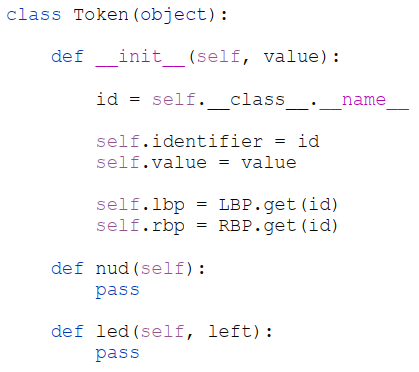 class Token(object):
    def __init__(self, value):
        id = self.__class__.__name__
        self.identifier = id
        self.value = value
        self.lbp = LBP.get(id)
        self.rbp = RBP.get(id)
    def nud(self):
        pass
    def led(self, left):
        pass